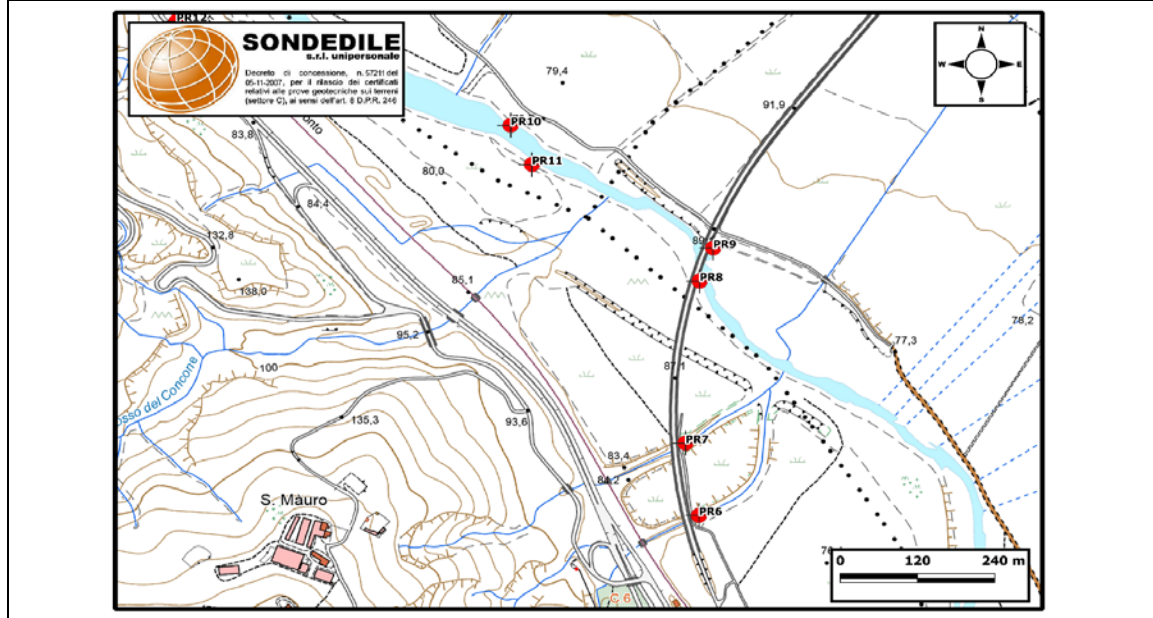 PR12
SONDEDILE
s.r.l. unipersonale
Decreto di concessione, n. 57211 del
05-11-2007, per il rilascio dei certificati
relativi alle prove geotecniche sui terreni
(settore C), ai sensi dell'art. 8 D.P.R. 246
N
W E
S
79,4
91,9
83,8
onto
PR10
PR11
80,0
84,4
132,8
89
PR9
PR8
85,1
138,0
95,2
78,2
77,3
100
osso del Concone
87,1
135,3
93,6
PR7
83,4
84,2
S. Mauro
PR6
C 6
0 120 240 m